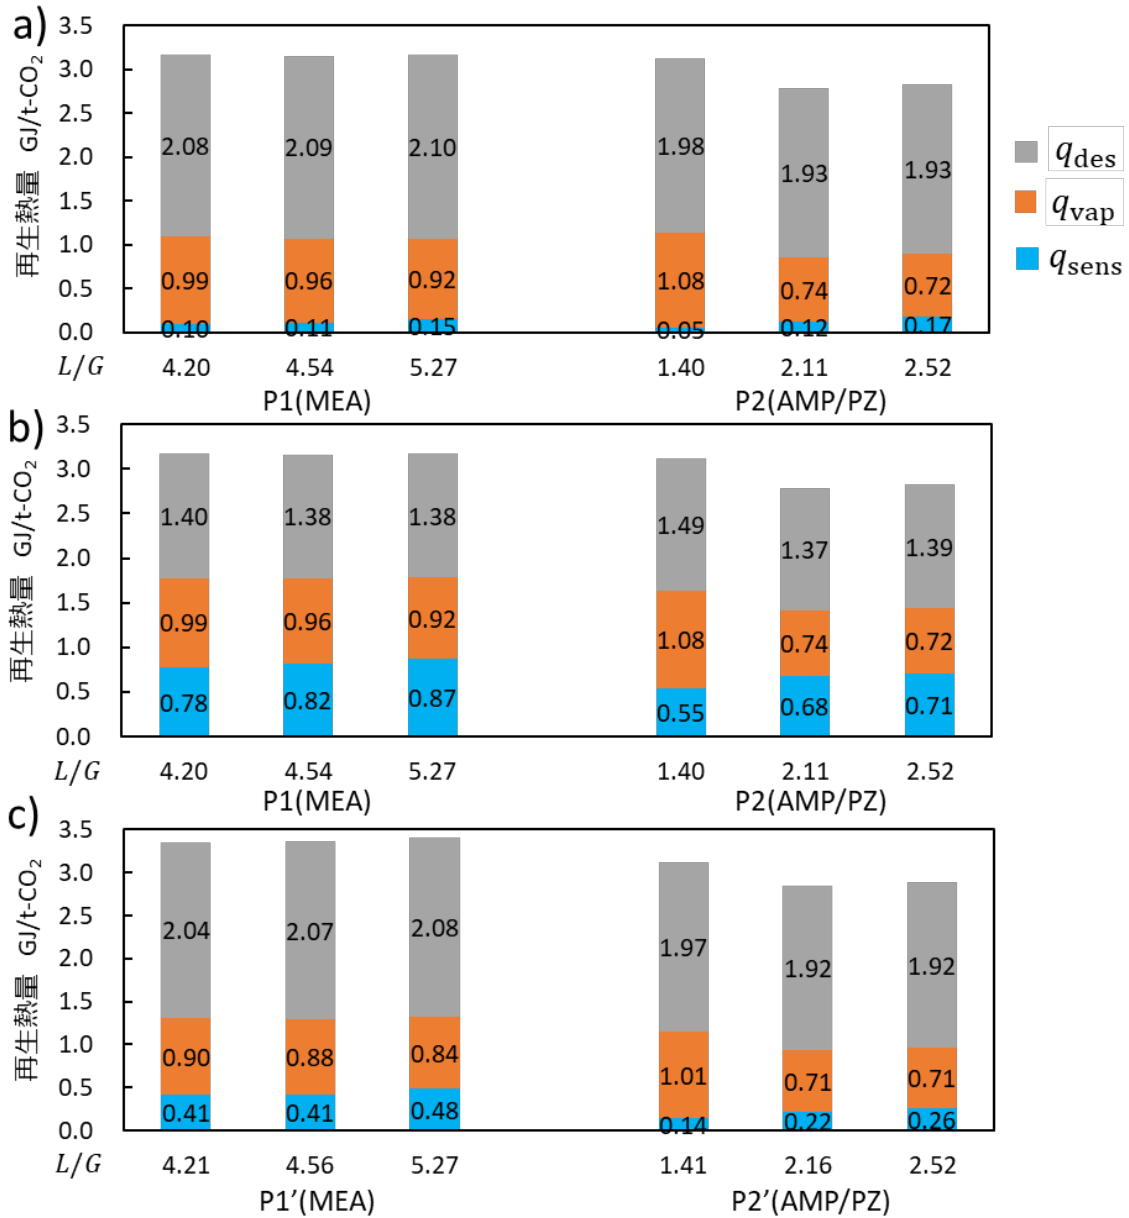 a)
再生熱量 GJ/t-CO₂
3.5
3.0
2.5
2.0
1.5
1.0
0.5
0.0
2.08 2.09 2.10 1.98 1.93 1.93
0.99 0.96 0.92 1.08 0.74 0.72
0.10 0.11 0.15 0.05 0.12 0.17
L/G 4.20 4.54 5.27 1.40 2.11 2.52
P1(MEA) P2(AMP/PZ)
q_des
q_vap
q_sens
b)
再生熱量 GJ/t-CO₂
3.5
3.0
2.5
2.0
1.5
1.0
0.5
0.0
1.40 1.38 1.38 1.49 1.37 1.39
0.99 0.96 0.92 1.08 0.74 0.72
0.78 0.82 0.87 0.55 0.68 0.71
L/G 4.20 4.54 5.27 1.40 2.11 2.52
P1(MEA) P2(AMP/PZ)
c)
再生熱量 GJ/t-CO₂
3.5
3.0
2.5
2.0
1.5
1.0
0.5
0.0
2.04 2.07 2.08 1.97 1.92 1.92
0.90 0.88 0.84 1.01 0.71 0.71
0.41 0.41 0.48 0.14 0.22 0.26
L/G 4.21 4.56 5.27 1.41 2.16 2.52
P1’(MEA) P2’(AMP/PZ)